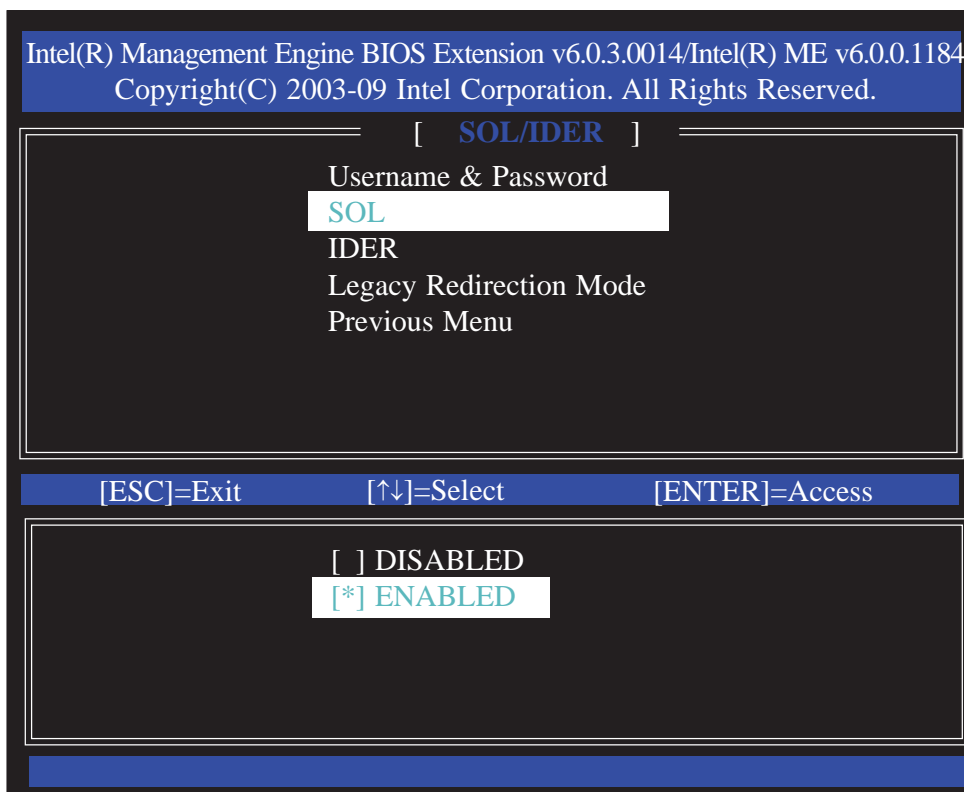 Intel(R) Management Engine BIOS Extension v6.0.3.0014/Intel(R) ME v6.0.0.1184
Copyright(C) 2003-09 Intel Corporation. All Rights Reserved.
[ SOL/IDER ]
Username & Password
SOL
IDER
Legacy Redirection Mode
Previous Menu
[ESC]=Exit [↑↓]=Select [ENTER]=Access
[ ] DISABLED
[*] ENABLED